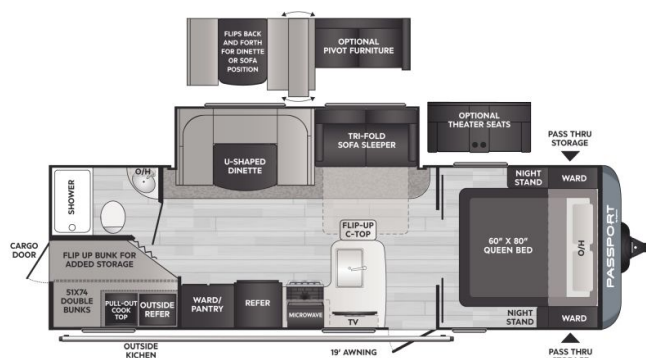 FLIPS BACK
AND FORTH
FOR DINETTE
OR SOFA
POSITION
OPTIONAL
PIVOT FURNITURE
OPTIONAL
THEATER SEATS
TRI-FOLD
SOFA SLEEPER
U-SHAPED
DINETTE
PASS THRU
STORAGE
O/H
NIGHT
STAND
WARD
SHOWER
FLIP-UP
C-TOP
60" X 80"
QUEEN BED
O/H
PASSPORT
CARGO
DOOR
FLIP UP BUNK FOR
ADDED STORAGE
51X74
DOUBLE
BUNKS
PULL-OUT
COOK
TOP
OUTSIDE
REFER
WARD/
PANTRY
REFER
MICROWAVE
TV
NIGHT
STAND
WARD
OUTSIDE
KICHEN
19' AWNING
PASS THRU